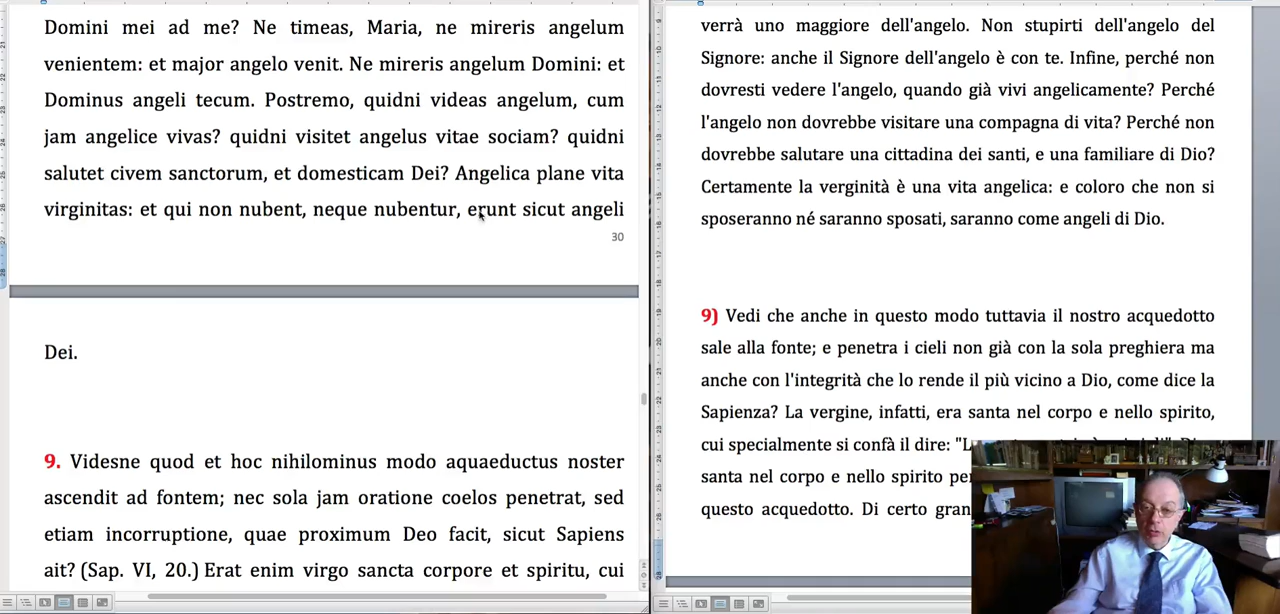 Domini mei ad me? Ne timeas, Maria, ne mireris angelum
venientem: et major angelo venit. Ne mireris angelum Domini: et
Dominus angeli tecum. Postremo, quidni videas angelum, cum
jam angelice vivas? quidni visitet angelus vitae sociam? quidni
salutet civem sanctorum, et domesticam Dei? Angelica plane vita
virginitas: et qui non nubent, neque nubentur, erunt sicut angeli
30
Dei.
9. Videsne quod et hoc nihilominus modo aquaeductus noster
ascendit ad fontem; nec sola jam oratione coelos penetrat, sed
etiam incorruptione, quae proximum Deo facit, sicut Sapiens
ait? (Sap. VI, 20.) Erat enim virgo sancta corpore et spiritu, cui
verrà uno maggiore dell'angelo. Non stupirti dell'angelo del
Signore: anche il Signore dell'angelo è con te. Infine, perché non
dovresti vedere l'angelo, quando già vivi angelicamente? Perché
l'angelo non dovrebbe visitare una compagna di vita? Perché non
dovrebbe salutare una cittadina dei santi, e una familiare di Dio?
Certamente la verginità è una vita angelica: e coloro che non si
sposeranno né saranno sposati, saranno come angeli di Dio.
9) Vedi che anche in questo modo tuttavia il nostro acquedotto
sale alla fonte; e penetra i cieli non già con la sola preghiera ma
anche con l'integrità che lo rende il più vicino a Dio, come dice la
Sapienza? La vergine, infatti, era santa nel corpo e nello spirito,
cui specialmente si confà il dire:
santa nel corpo e nello spirito
questo acquedotto. Di certo